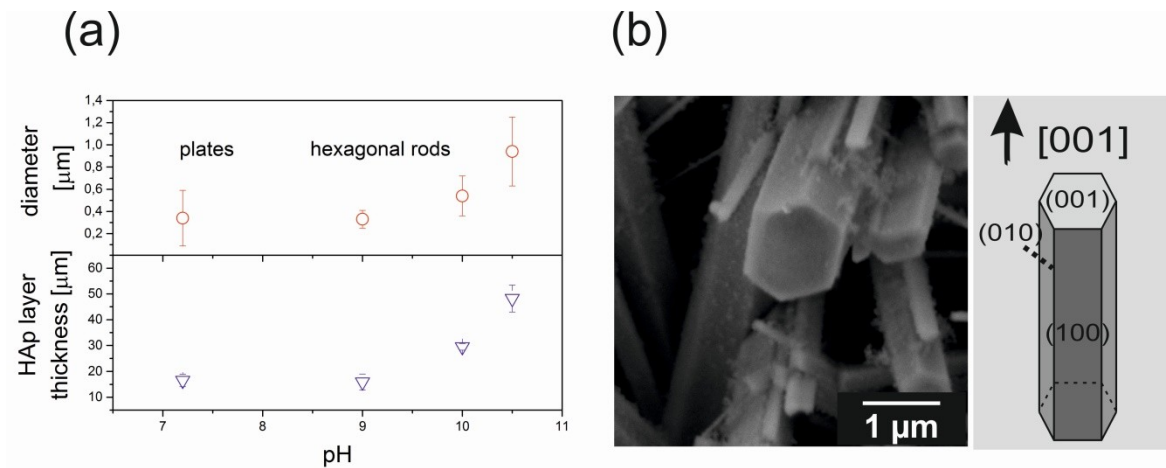 (a)
1,4
1,2
1,0
0,8
0,6
0,4
0,2
diameter
[μm]
plates
hexagonal rods
60
50
40
30
20
10
HAp layer
thickness [μm]
7 8 9 10 11
pH
(b)
1 μm
[001]
(001)
(010)
(100)